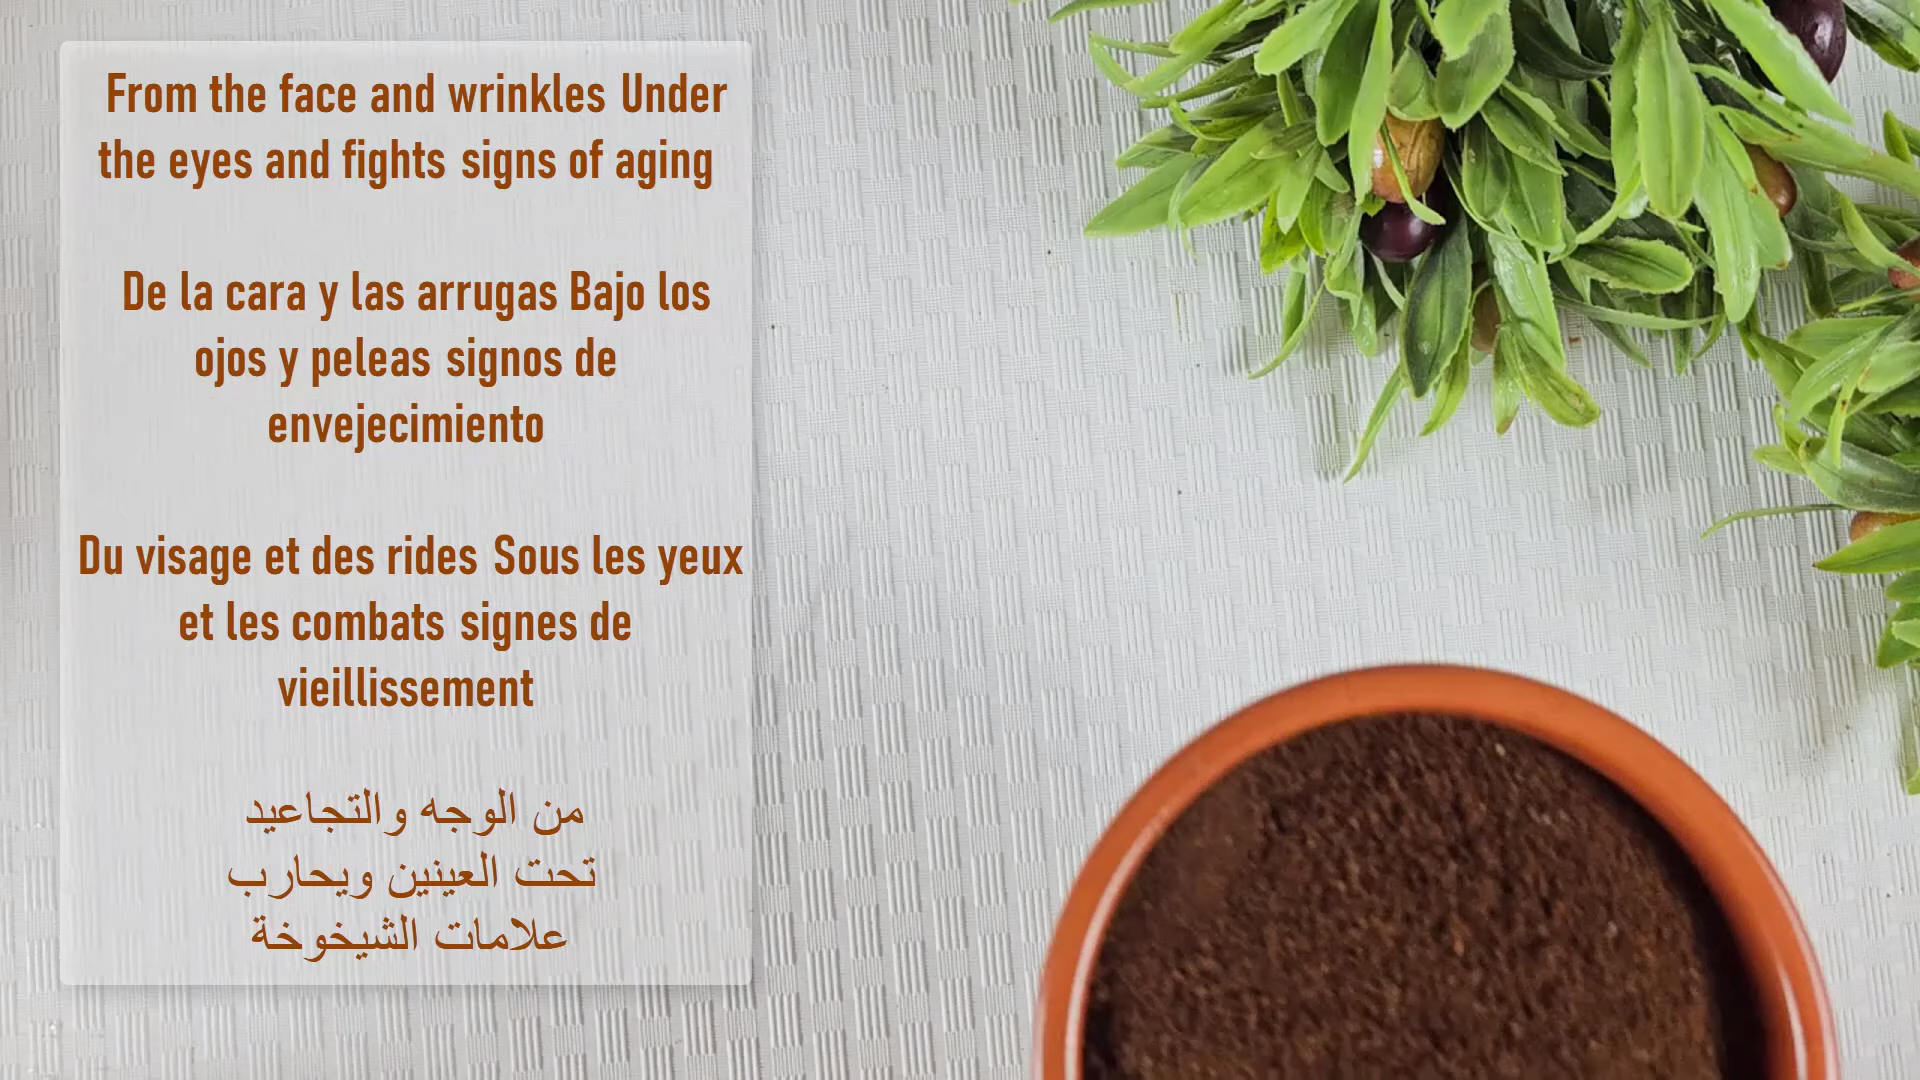 From the face and wrinkles Under
the eyes and fights signs of aging
De la cara y las arrugas Bajo los
ojos y peleas signos de
envejecimiento
Du visage et des rides Sous les yeux
et les combats signes de
vieillissement
من الوجه والتجاعيد
تحت العينين ويحارب
علامات الشيخوخة